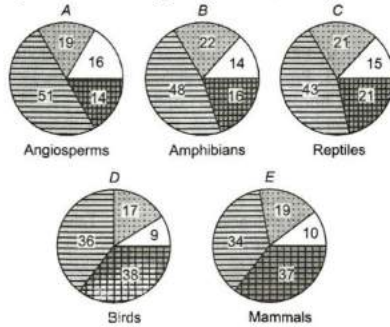 A B C
19 16 51 14
22 14 48 16
21 15 43 21
Angiosperms Amphibians Reptiles
D E
17 9 36 38
19 10 34 37
Birds Mammals